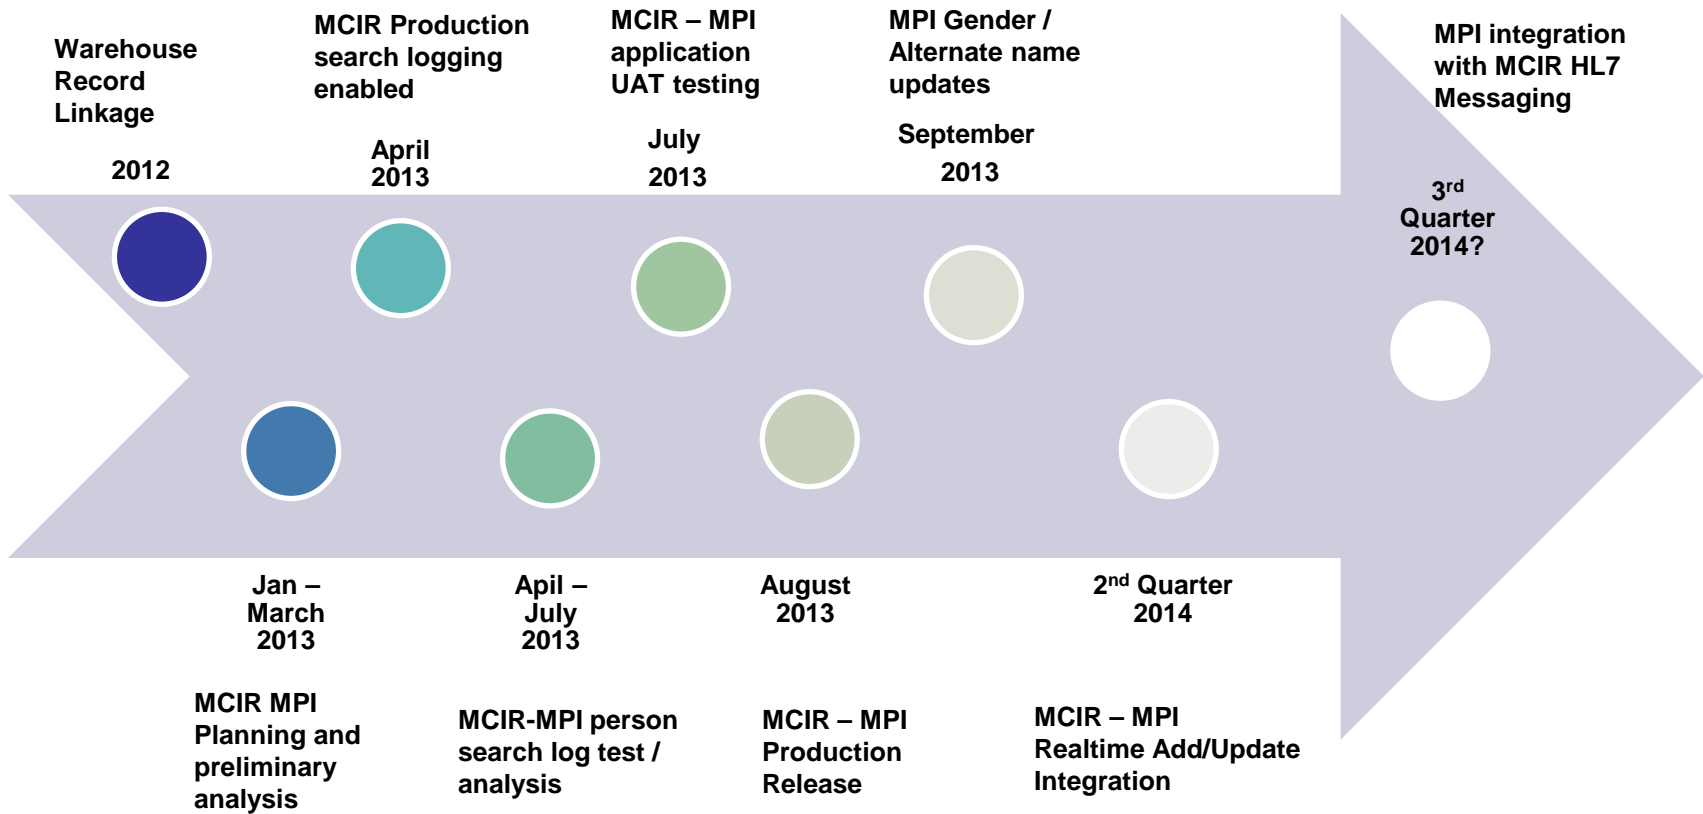 Warehouse
Record
Linkage
2012
MCIR Production
search logging
enabled
April
2013
MCIR – MPI
application
UAT testing
July
2013
MPI Gender /
Alternate name
updates
September
2013
MPI integration
with MCIR HL7
Messaging
3rd
Quarter
2014?
Jan –
March
2013
MCIR MPI
Planning and
preliminary
analysis
Apil –
July
2013
MCIR-MPI person
search log test /
analysis
August
2013
MCIR – MPI
Production
Release
2nd Quarter
2014
MCIR – MPI
Realtime Add/Update
Integration